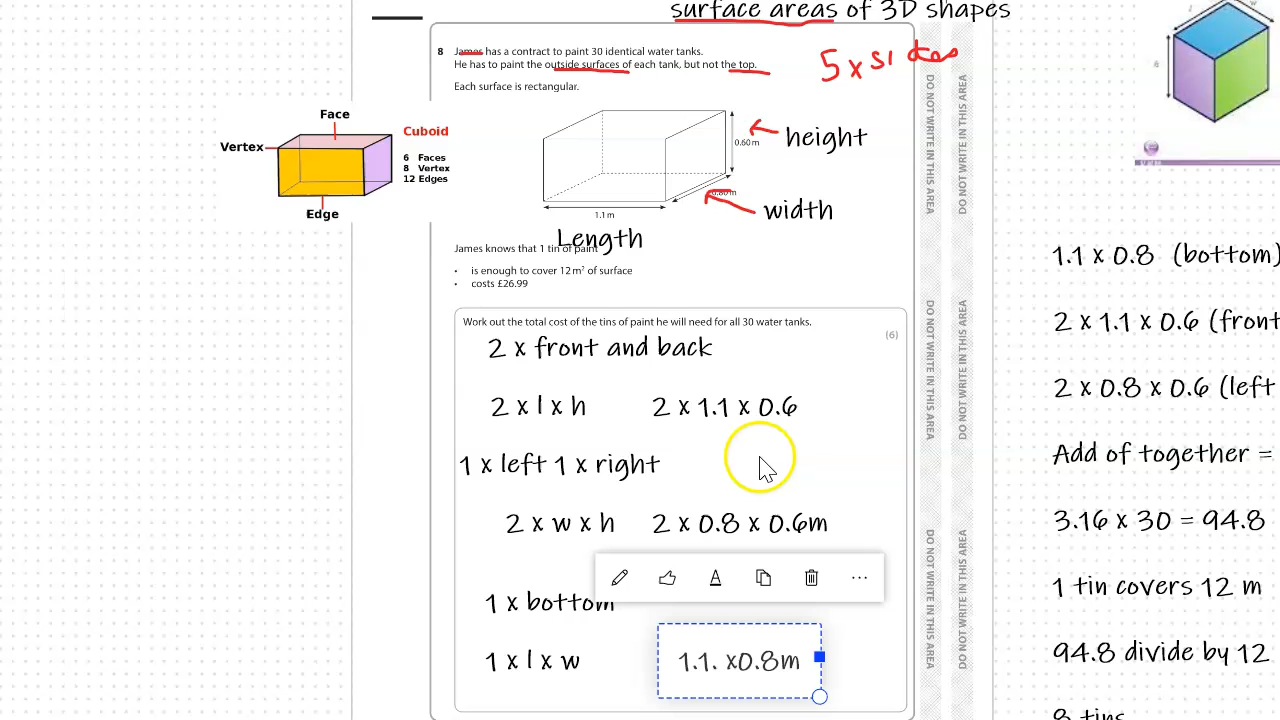 surface areas of 3D shapes
8 James has a contract to paint 30 identical water tanks.
He has to paint the outside surfaces of each tank, but not the top.
5 x sides
Each surface is rectangular.
Face
Vertex
Cuboid
6 Faces
8 Vertex
12 Edges
Edge
0.60 m
height
0.80 m
width
1.1 m
Length
James knows that 1 tin of paint
• is enough to cover 12 m² of surface
• costs £26.99
Work out the total cost of the tins of paint he will need for all 30 water tanks.
(6)
2 x front and back
2 x l x h 2 x 1.1 x 0.6
1 x left 1 x right
2 x w x h 2 x 0.8 x 0.6m
1 x bottom
1 x l x w 1.1. x0.8m
DO NOT WRITE IN THIS AREA
DO NOT WRITE IN THIS AREA
DO NOT WRITE IN THIS AREA
DO NOT WRITE IN THIS AREA
DO NOT WRITE IN THIS AREA
DO NOT WRITE IN THIS AREA
1.1 x 0.8 (bottom)
2 x 1.1 x 0.6 (front
2 x 0.8 x 0.6 (left
Add of together =
3.16 x 30 = 94.8
1 tin covers 12 m
94.8 divide by 12
8 tins